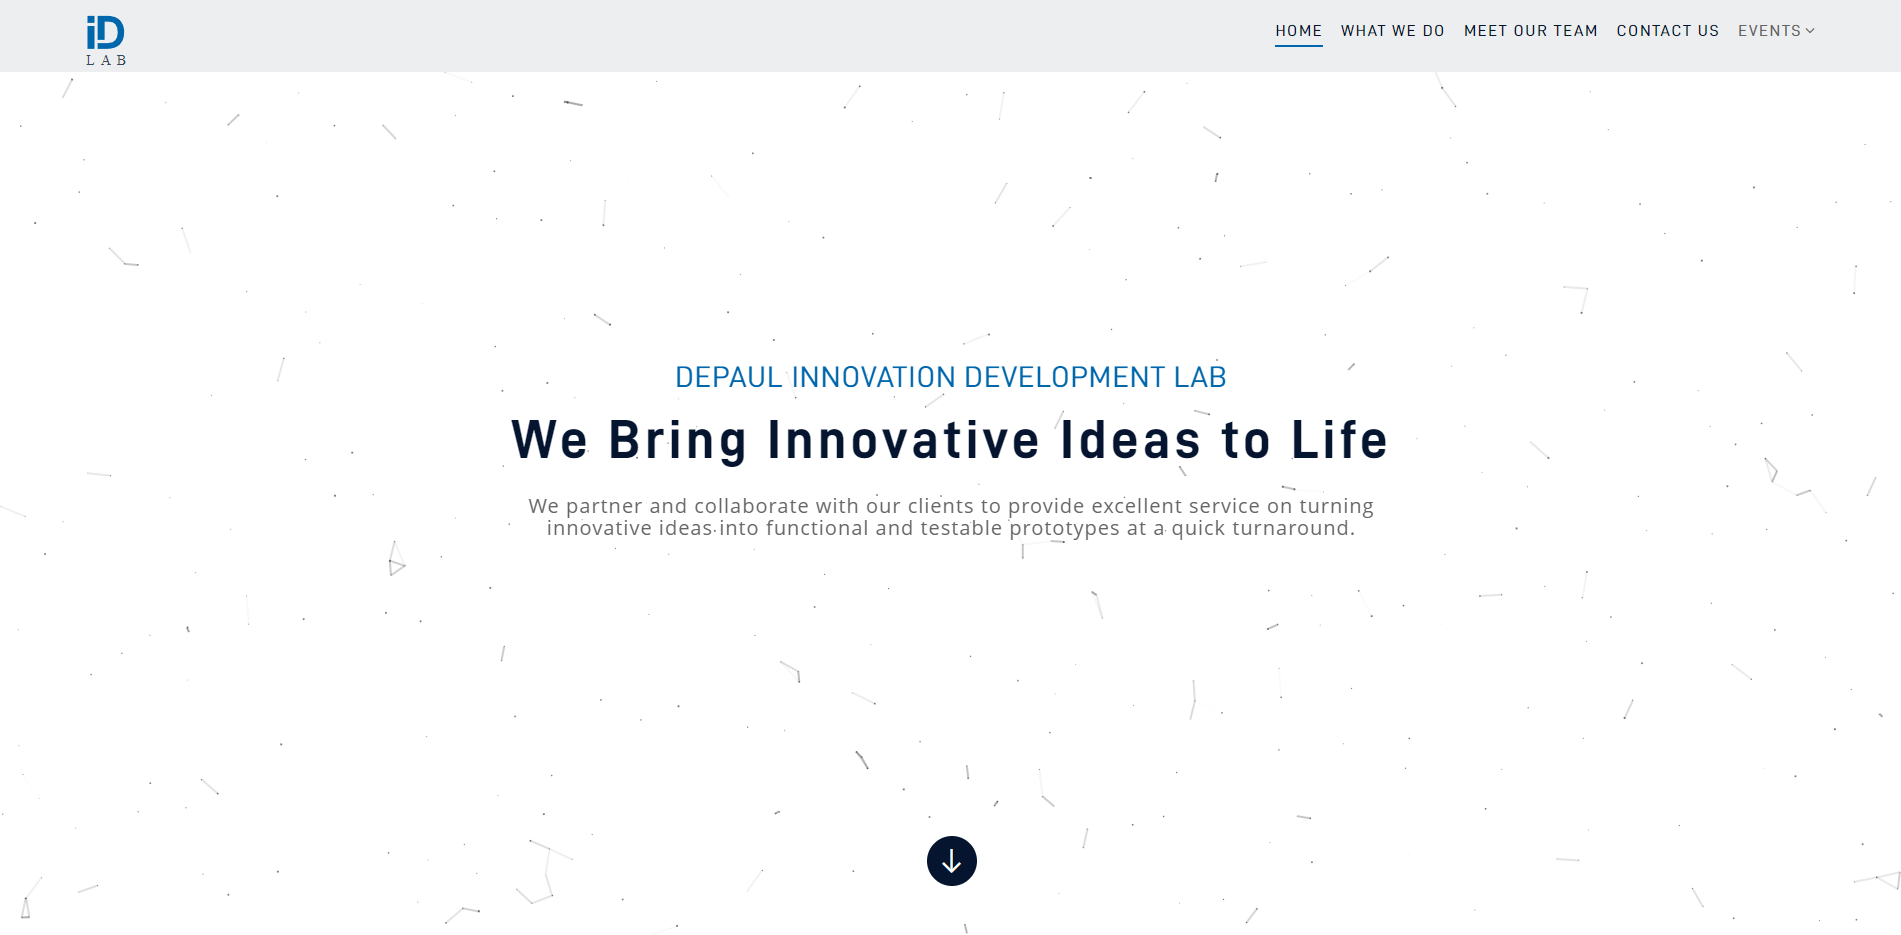 iD
LAB
HOME WHAT WE DO MEET OUR TEAM CONTACT US EVENTS
DEPAUL INNOVATION DEVELOPMENT LAB
We Bring Innovative Ideas to Life
We partner and collaborate with our clients to provide excellent service on turning
innovative ideas into functional and testable prototypes at a quick turnaround.